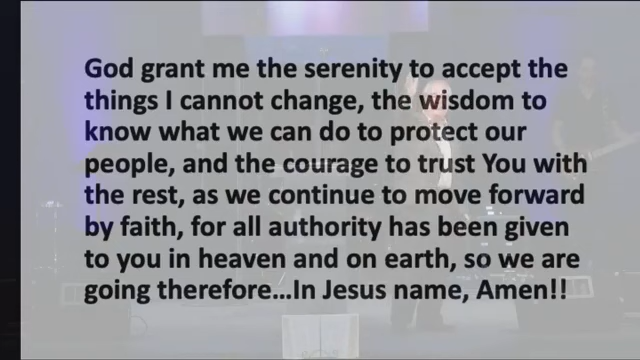 God grant me the serenity to accept the
things I cannot change, the wisdom to
know what we can do to protect our
people, and the courage to trust You with
the rest, as we continue to move forward
by faith, for all authority has been given
to you in heaven and on earth, so we are
going therefore...In Jesus name, Amen!!